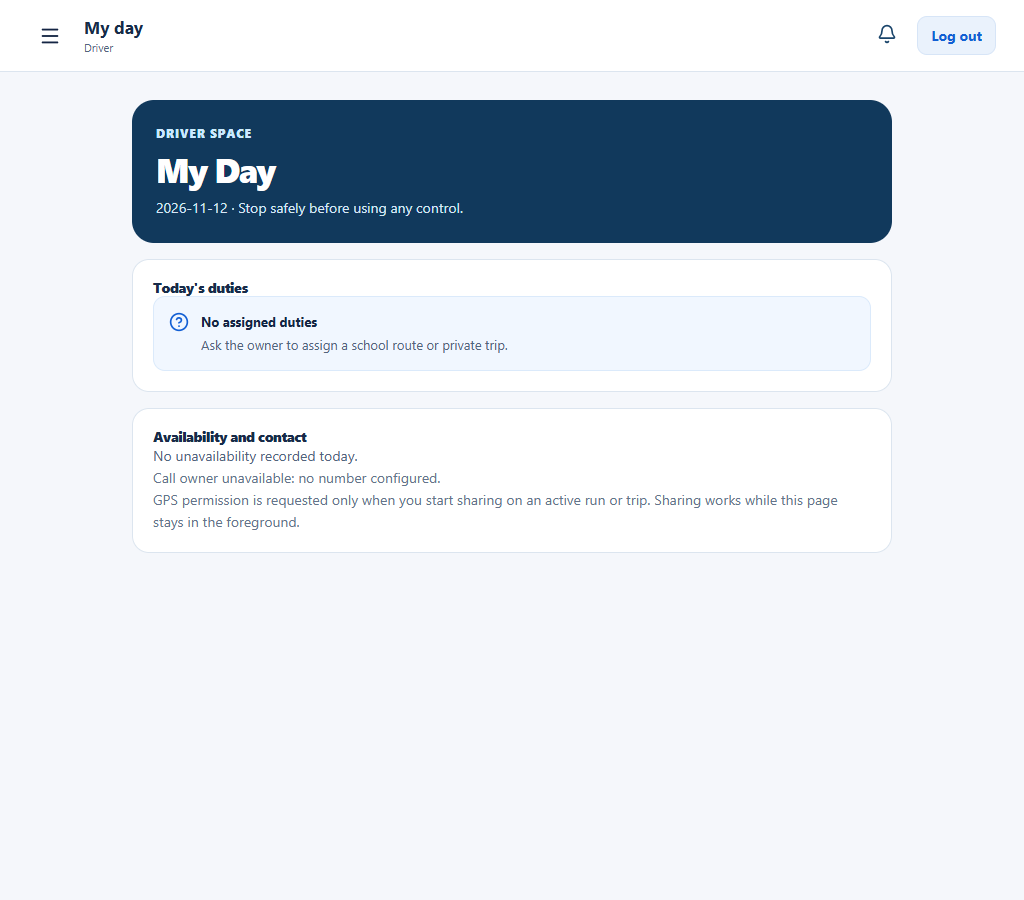 My day
Driver
Log out
DRIVER SPACE
My Day
2026-11-12 · Stop safely before using any control.
Today's duties
No assigned duties
Ask the owner to assign a school route or private trip.
Availability and contact
No unavailability recorded today.
Call owner unavailable: no number configured.
GPS permission is requested only when you start sharing on an active run or trip. Sharing works while this page
stays in the foreground.